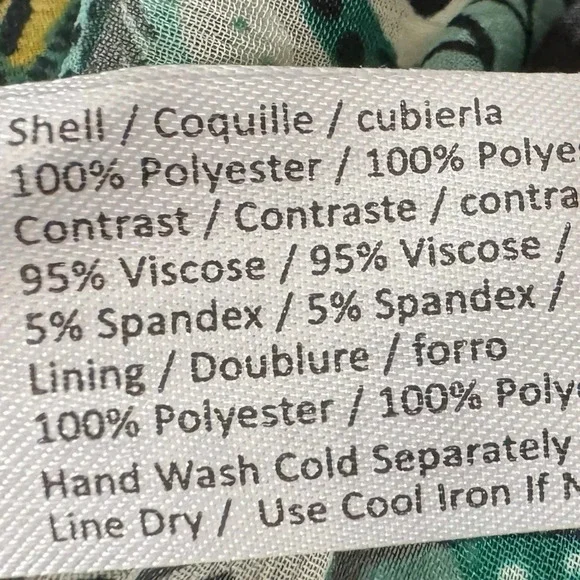 Shell / Coquille / cubierla
100% Polyester / 100% Polye
Contrast / Contraste / contra
95% Viscose / 95% Viscose /
5% Spandex / 5% Spandex /
Lining / Doublure / forro
100% Polyester / 100% Poly
Hand Wash Cold Separately
Line Dry / Use Cool Iron If N